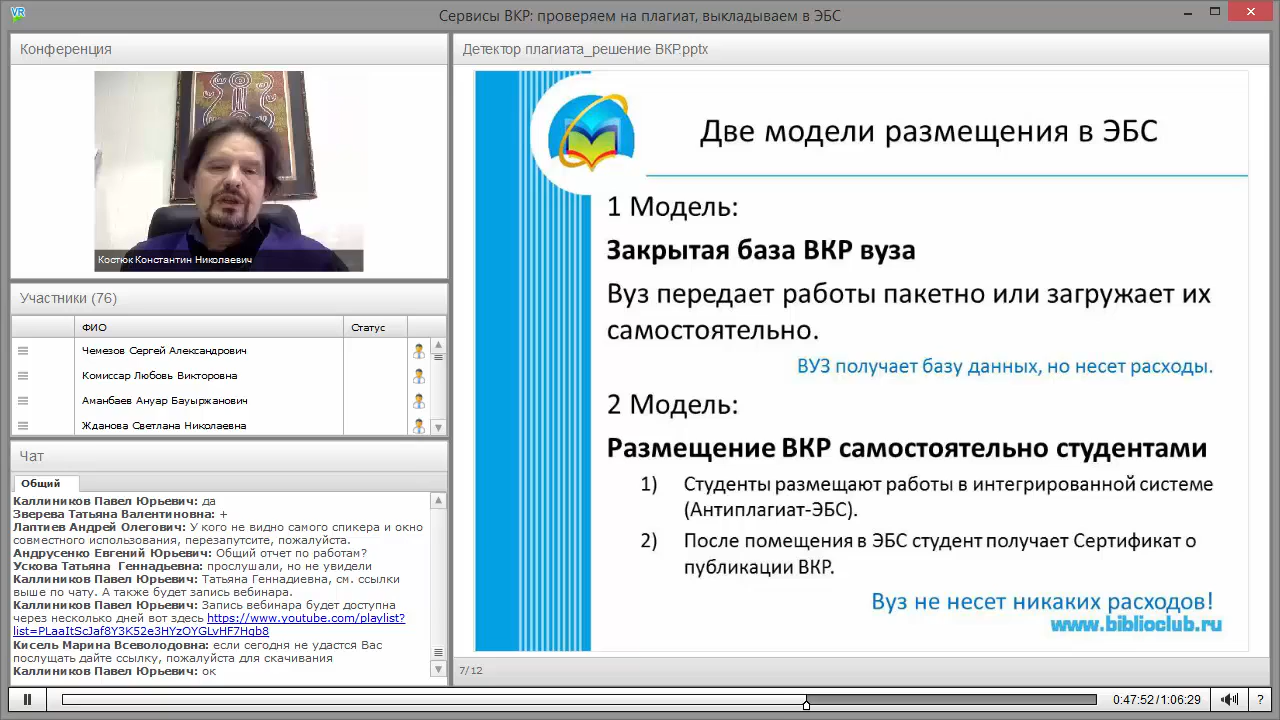 VR
Сервисы ВКР: проверяем на плагиат, выкладываем в ЭБС
Конференция
Костюк Константин Николаевич
Участники (76)
ФИО
Статус
Чемезов Сергей Александрович
Комиссар Любовь Викторовна
Аманбаев Ануар Бауыржанович
Жданова Светлана Николаевна
Чат
Общий
Каллиников Павел Юрьевич: да
Зверева Татьяна Валентиновна: +
Лаптиев Андрей Олегович: У кого не видно самого спикера и окно
совместного использования, перезапустите, пожалуйста.
Андрусенко Евгений Юрьевич: Общий отчет по работам?
Ускова Татьяна  Геннадьевна: прослушали, но не увидели
Каллиников Павел Юрьевич: Татьяна Геннадиевна, см. ссылки
выше по чату. А также будет запись вебинара.
Каллиников Павел Юрьевич: Запись вебинара будет доступна
через несколько дней вот здесь https://www.youtube.com/playlist?
list=PLaaItScJaf8Y3K52e3HYzOYGLvHF7Hqb8
Кисель Марина Всеволодовна: если сегодня не удастся Вас
послущать дайте ссылку, пожалуйста для скачивания
Каллиников Павел Юрьевич: ок
Детектор плагиата_решение ВКР.pptx
Две модели размещения в ЭБС
1 Модель:
Закрытая база ВКР вуза
Вуз передает работы пакетно или загружает их
самостоятельно.
ВУЗ получает базу данных, но несет расходы.
2 Модель:
Размещение ВКР самостоятельно студентами
1) Студенты размещают работы в интегрированной системе
(Антиплагиат-ЭБС).
2) После помещения в ЭБС студент получает Сертификат о
публикации ВКР.
Вуз не несет никаких расходов!
www.biblioclub.ru
7/12
0:47:52/1:06:29
?